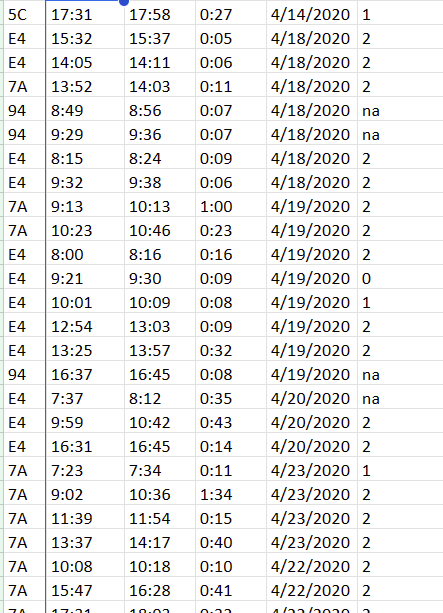 5C 17:31 17:58 0:27 4/14/2020 1
E4 15:32 15:37 0:05 4/18/2020 2
E4 14:05 14:11 0:06 4/18/2020 2
7A 13:52 14:03 0:11 4/18/2020 2
94 8:49 8:56 0:07 4/18/2020 na
94 9:29 9:36 0:07 4/18/2020 na
E4 8:15 8:24 0:09 4/18/2020 2
E4 9:32 9:38 0:06 4/18/2020 2
7A 9:13 10:13 1:00 4/19/2020 2
7A 10:23 10:46 0:23 4/19/2020 2
E4 8:00 8:16 0:16 4/19/2020 2
E4 9:21 9:30 0:09 4/19/2020 0
E4 10:01 10:09 0:08 4/19/2020 1
E4 12:54 13:03 0:09 4/19/2020 2
E4 13:25 13:57 0:32 4/19/2020 2
94 16:37 16:45 0:08 4/19/2020 na
E4 7:37 8:12 0:35 4/20/2020 na
E4 9:59 10:42 0:43 4/20/2020 2
E4 16:31 16:45 0:14 4/20/2020 2
7A 7:23 7:34 0:11 4/23/2020 1
7A 9:02 10:36 1:34 4/23/2020 2
7A 11:39 11:54 0:15 4/23/2020 2
7A 13:37 14:17 0:40 4/23/2020 2
7A 10:08 10:18 0:10 4/22/2020 2
7A 15:47 16:28 0:41 4/22/2020 2